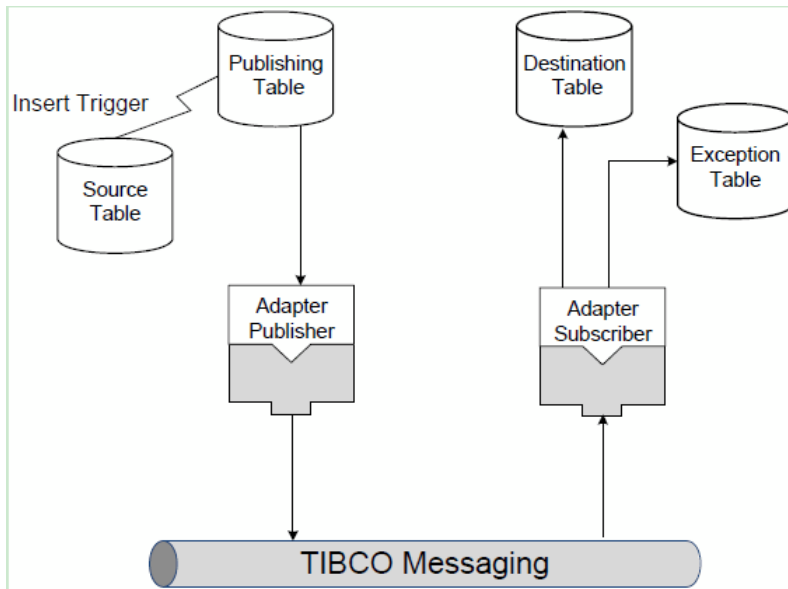 Publishing
Table
Destination
Table
Insert Trigger
Exception
Table
Source
Table
Adapter
Publisher
Adapter
Subscriber
TIBCO Messaging